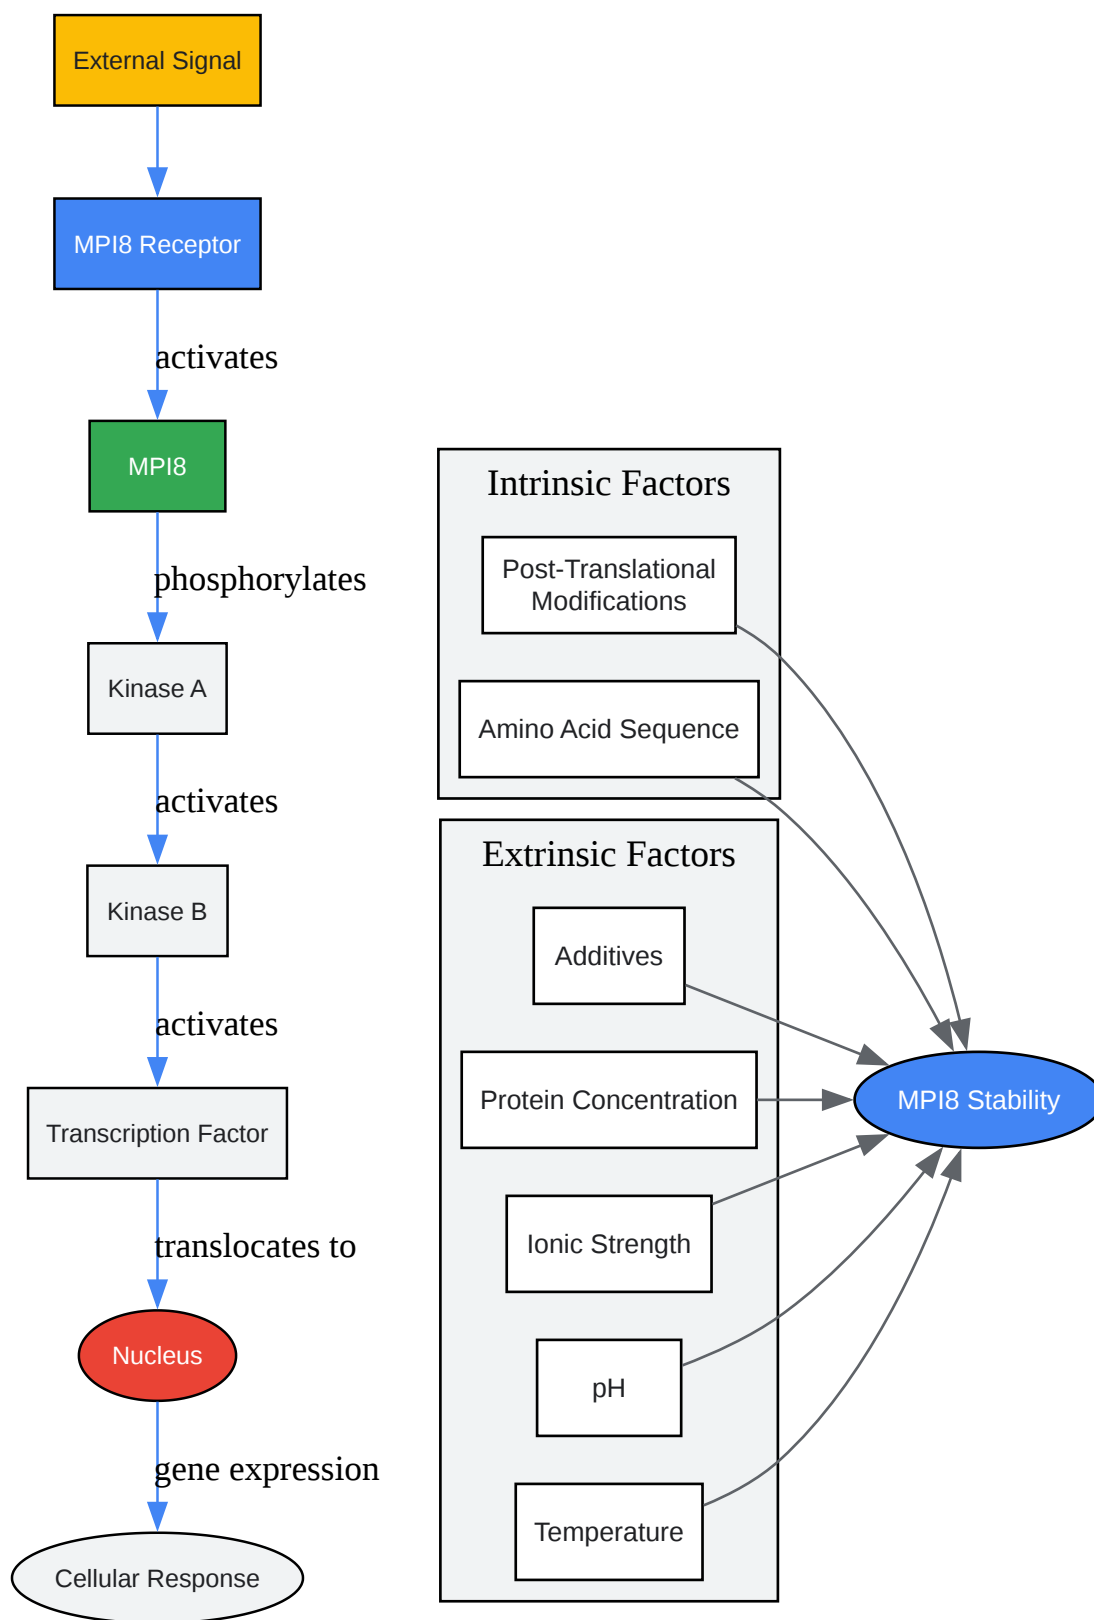 External Signal
MPI8 Receptor
activates
MPI8
phosphorylates
Kinase A
activates
Kinase B
activates
Transcription Factor
translocates to
Nucleus
gene expression
Cellular Response
Intrinsic Factors
Post-Translational
Modifications
Amino Acid Sequence
Extrinsic Factors
Additives
Protein Concentration
Ionic Strength
pH
Temperature
MPI8 Stability